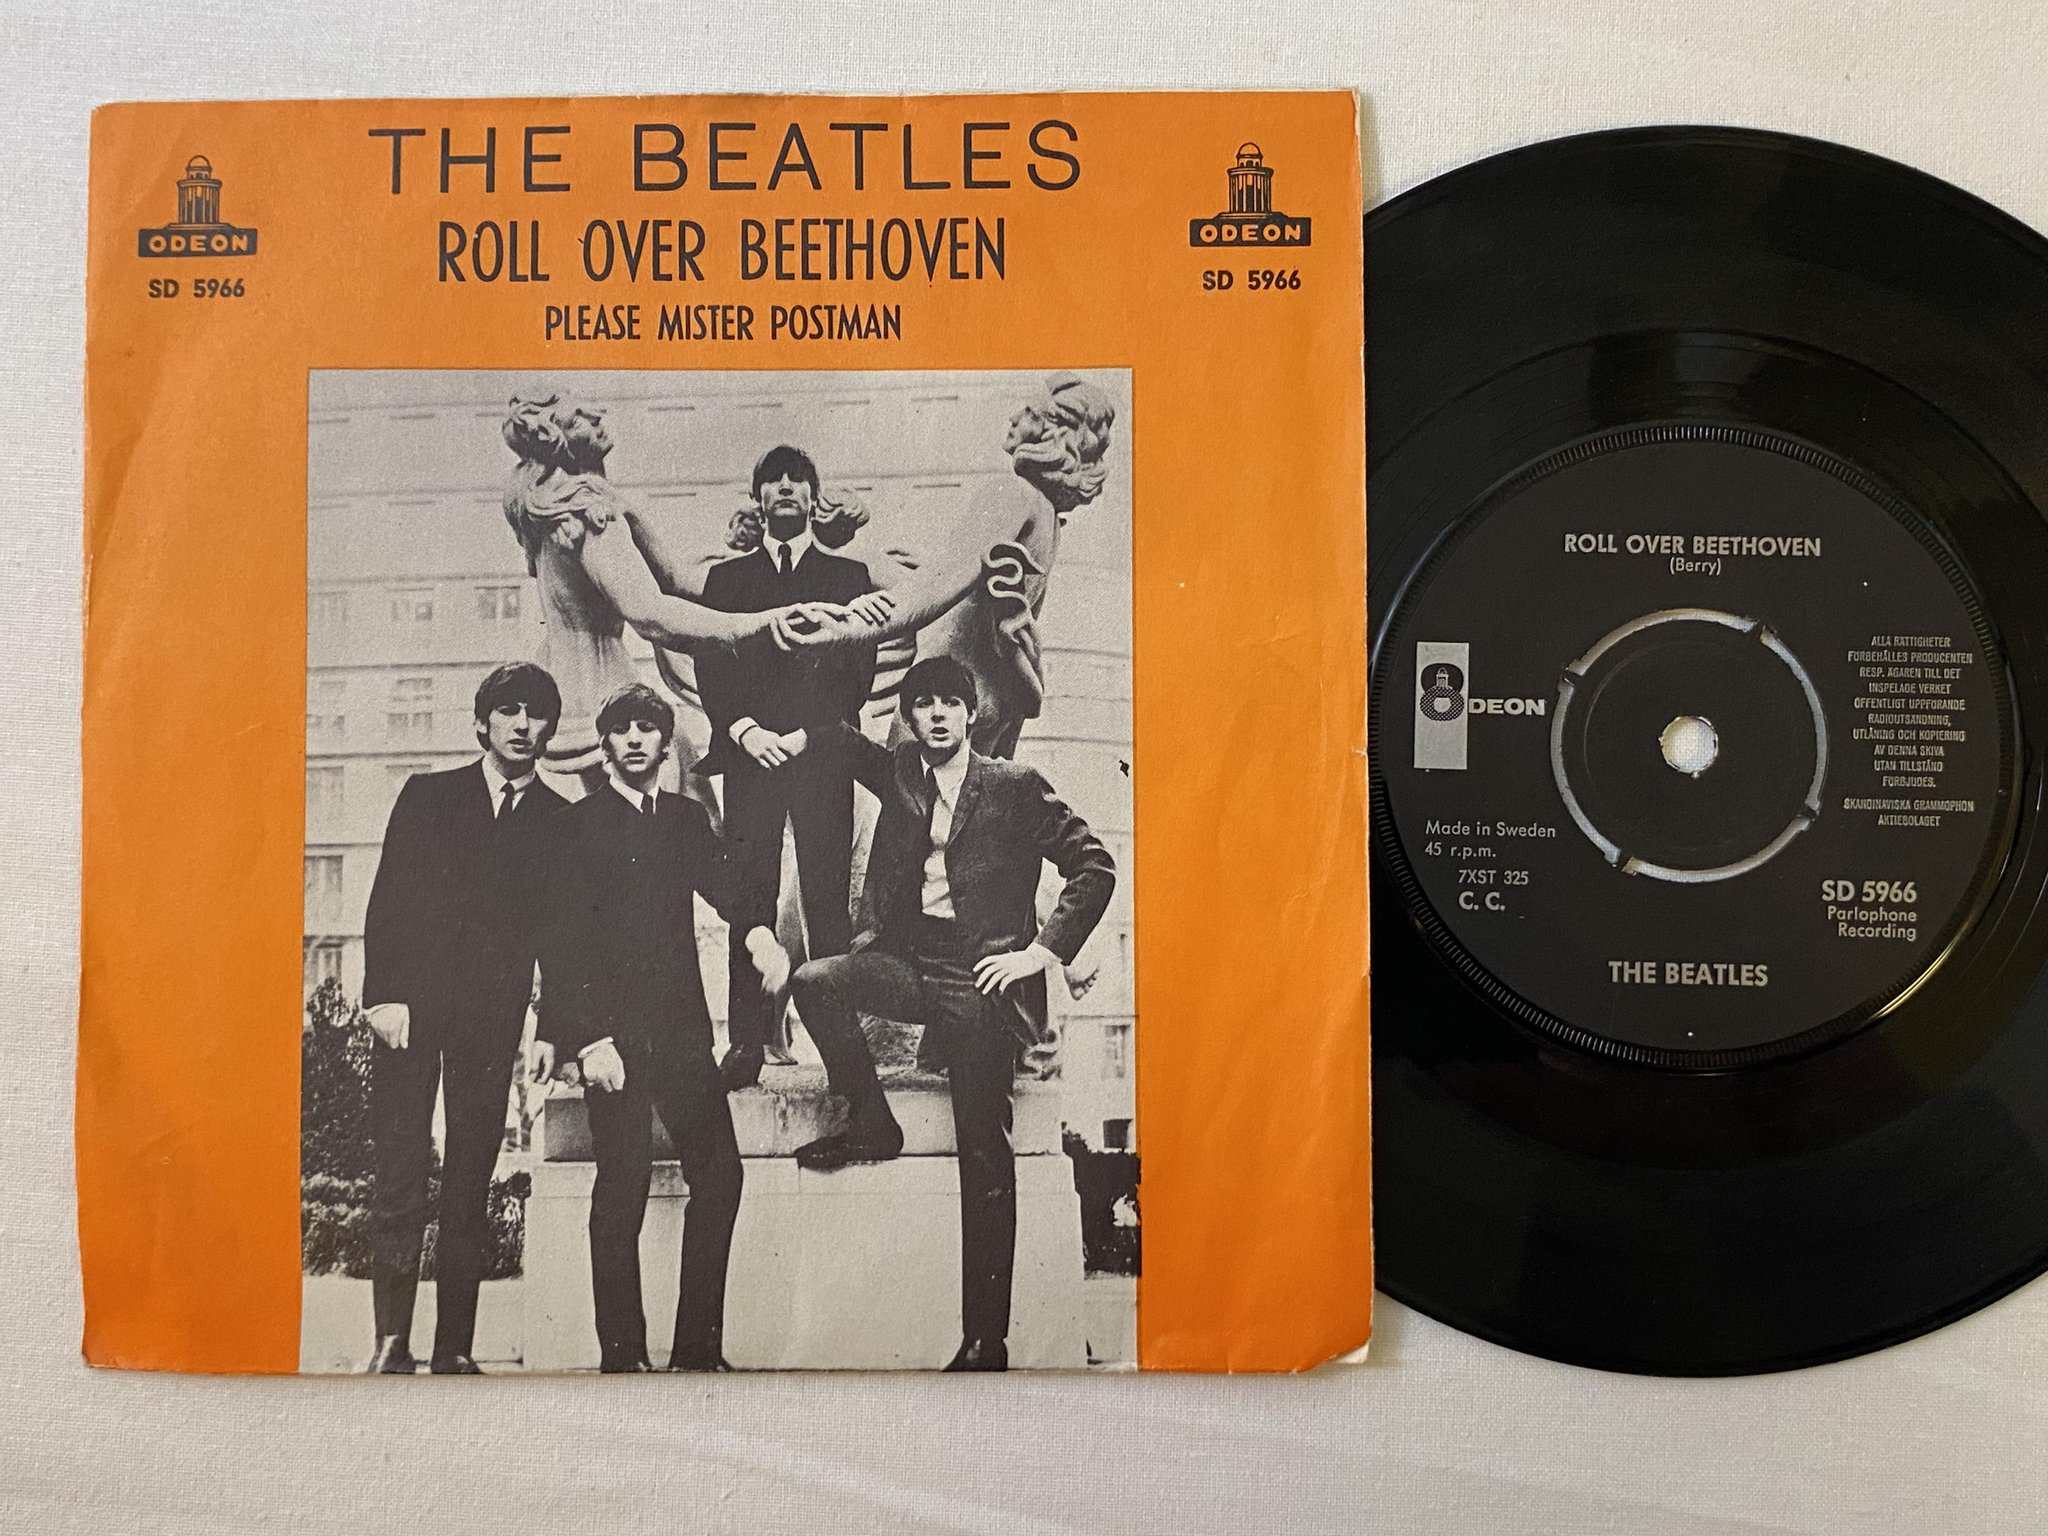 THE BEATLES
ROLL OVER BEETHOVEN
PLEASE MISTER POSTMAN
ODEON
SD 5966
ODEON
SD 5966
ROLL OVER BEETHOVEN
(Berry)
ODEON
ALLA RÄTTIGHETER
FÖRBEHÅLLES PRODUCENTEN
RESP. ÄGAREN TILL DET
INSPELADE VERKET
OFFENTLIGT UPPFÖRANDE
RADIOUTSÄNDNING,
UTLÅNING OCH KOPIERING
AV DENNA SKIVA
UTAN TILLSTÅND
FÖRBJUDES.
SKANDINAVISKA GRAMMOPHON
AKTIEBOLAGET
Made in Sweden
45 r.p.m.
7XST 325
C. C.
SD 5966
Parlophone
Recording
THE BEATLES